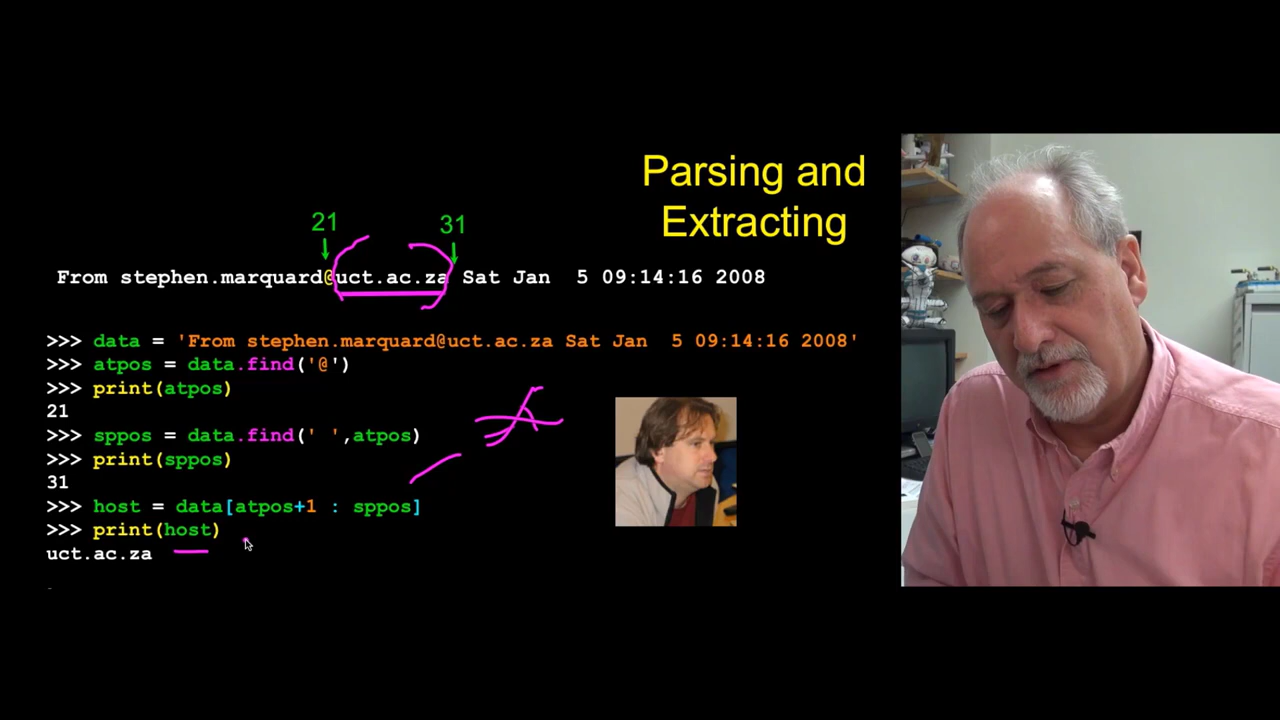 Parsing and
Extracting
21 31
From stephen.marquard@uct.ac.za Sat Jan  5 09:14:16 2008
>>> data = 'From stephen.marquard@uct.ac.za Sat Jan  5 09:14:16 2008'
>>> atpos = data.find('@')
>>> print(atpos)
21
>>> sppos = data.find(' ',atpos)
>>> print(sppos)
31
>>> host = data[atpos+1 : sppos]
>>> print(host)
uct.ac.za